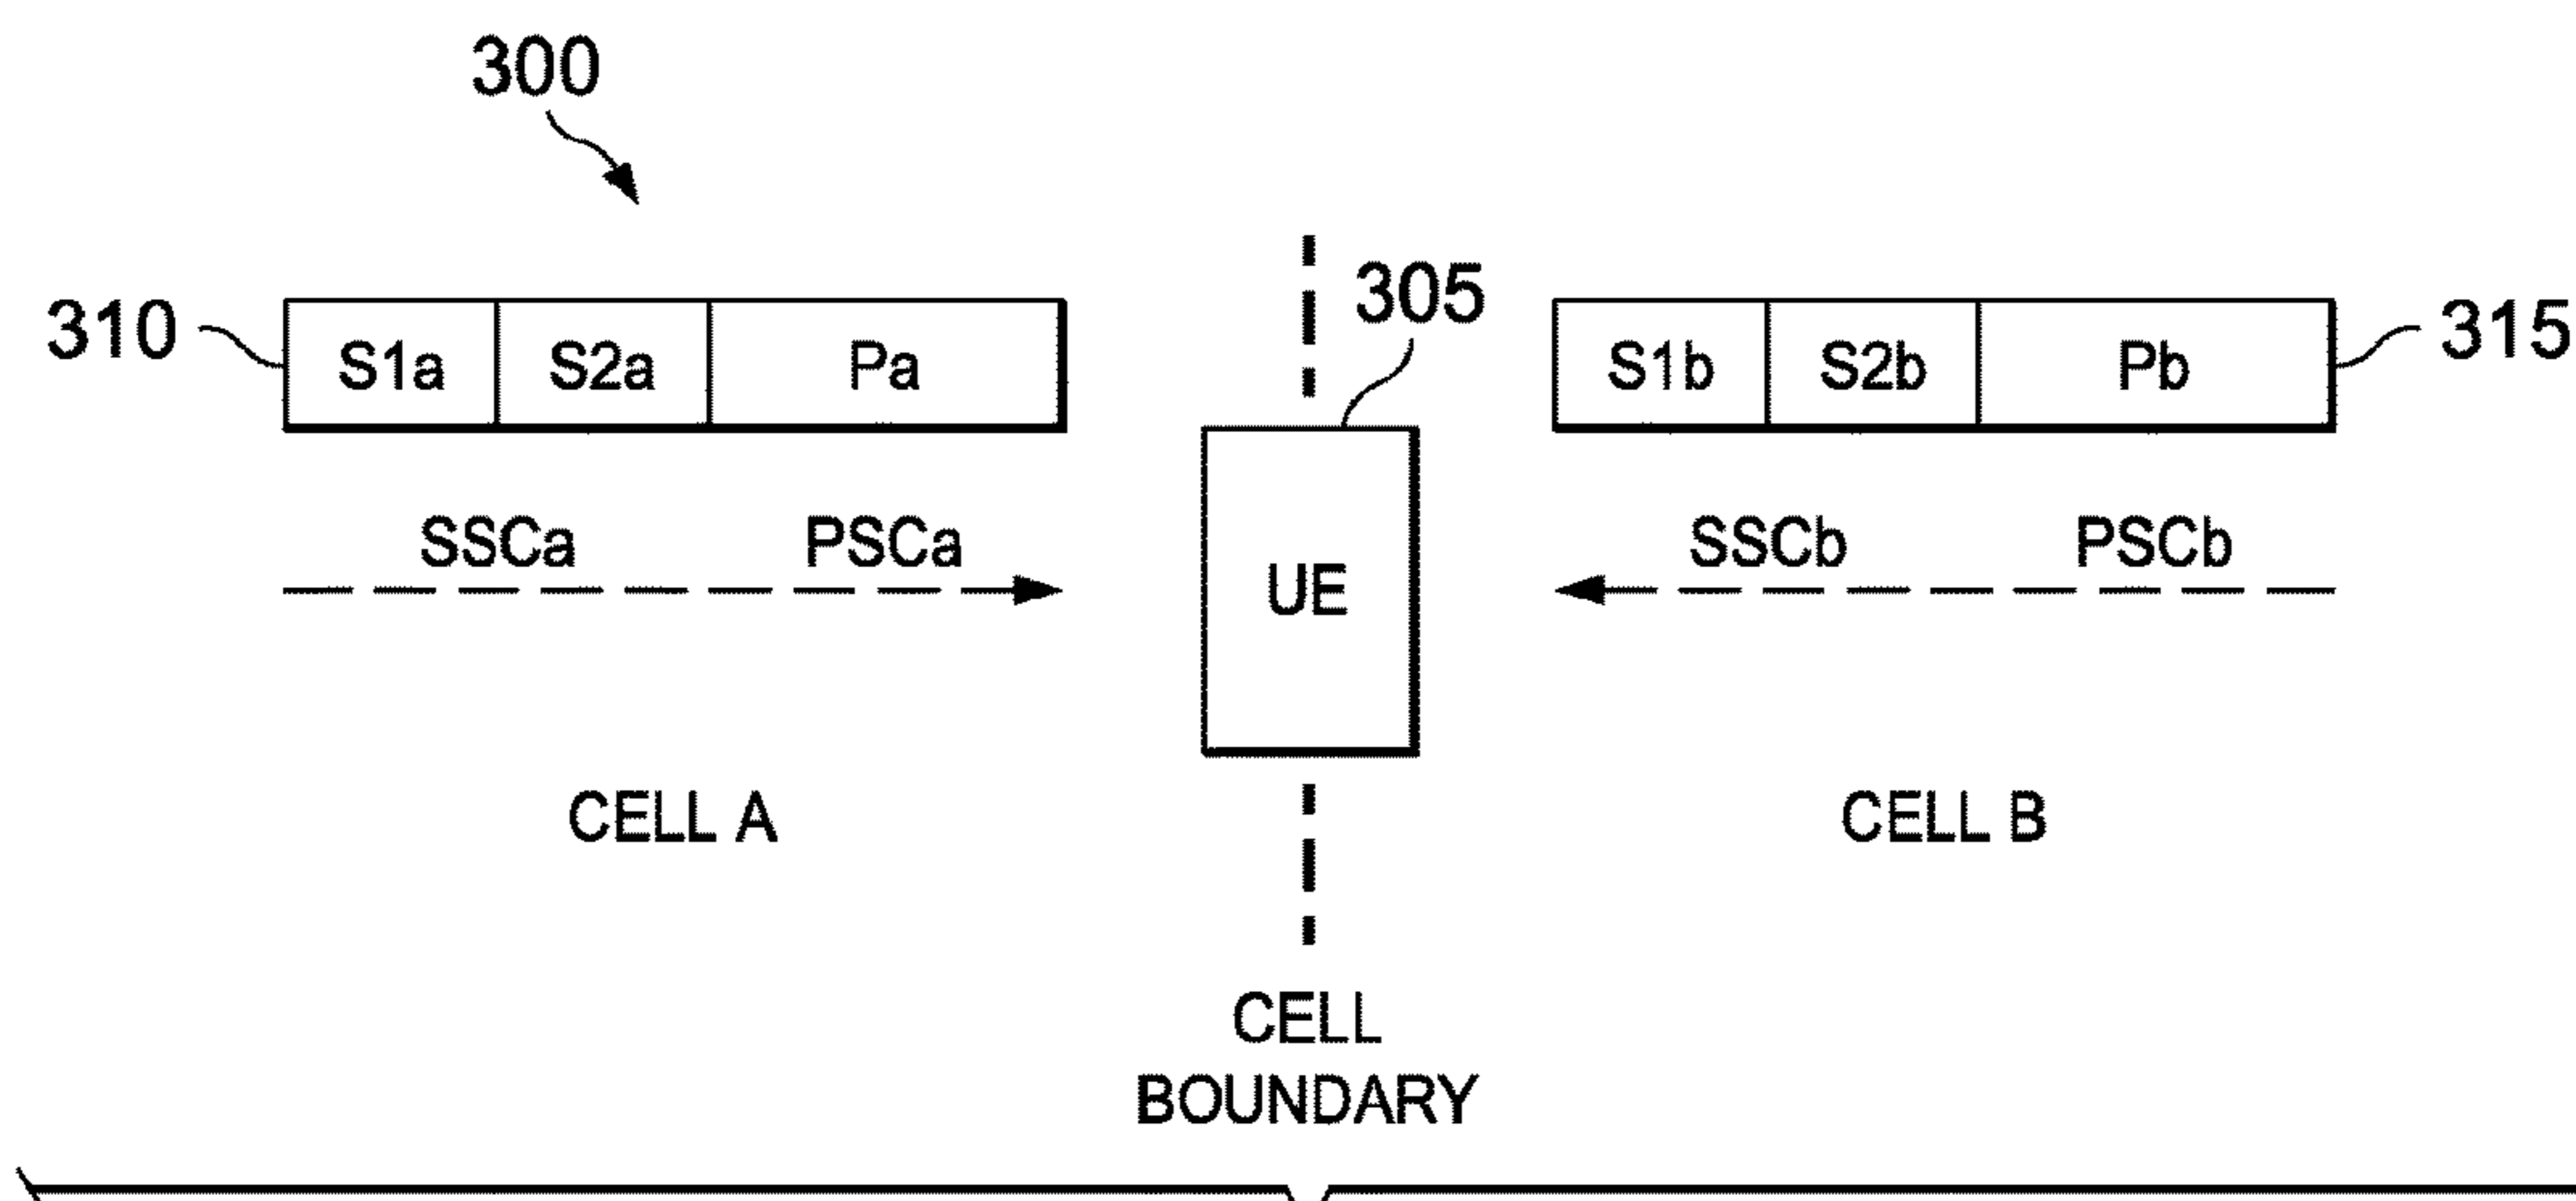 300
305
310
S1a S2a Pa
S1b S2b Pb
315
SSCa PSCa
SSCb PSCb
UE
CELL A
CELL B
CELL
BOUNDARY